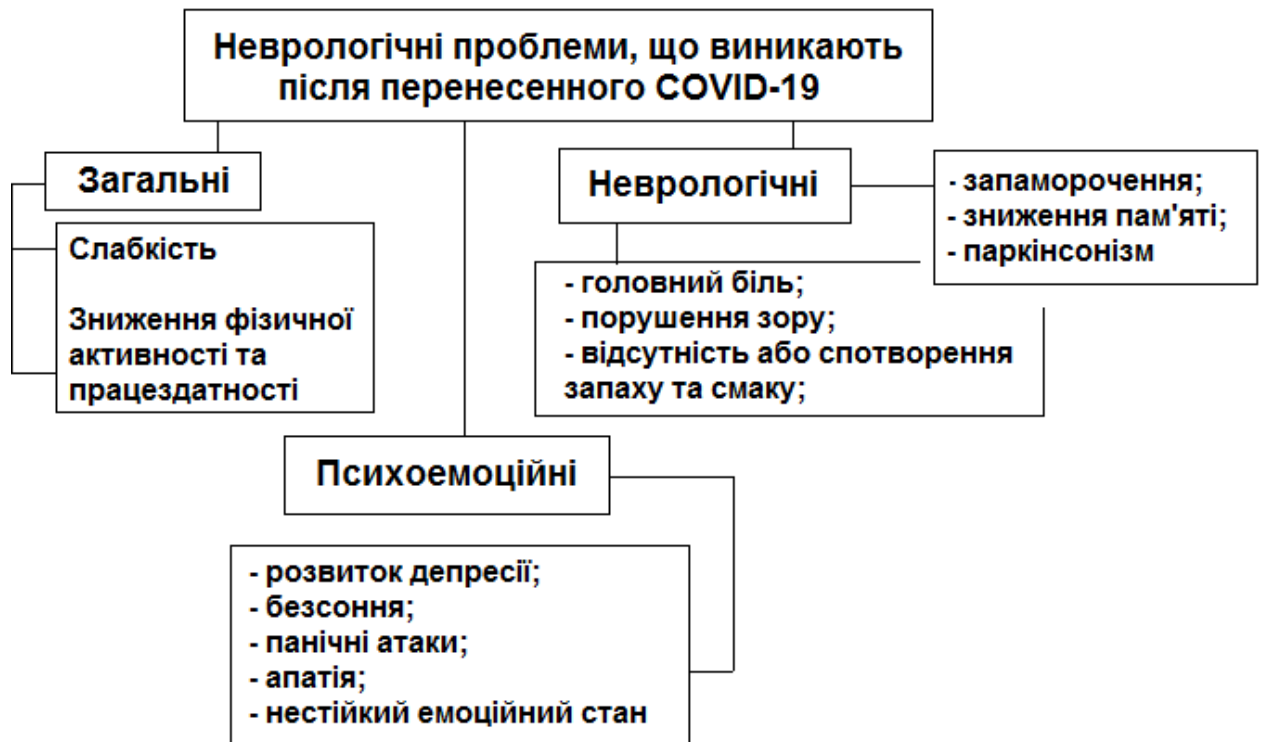 Неврологічні проблеми, що виникають
після перенесенного COVID-19
Загальні
Слабкість
Зниження фізичної
активності та
працездатності
Неврологічні
- запаморочення;
- зниження пам'яті;
- паркінсонізм
- головний біль;
- порушення зору;
- відсутність або спотворення
запаху та смаку;
Психоемоційні
- розвиток депресії;
- безсоння;
- панічні атаки;
- апатія;
- нестійкий емоційний стан